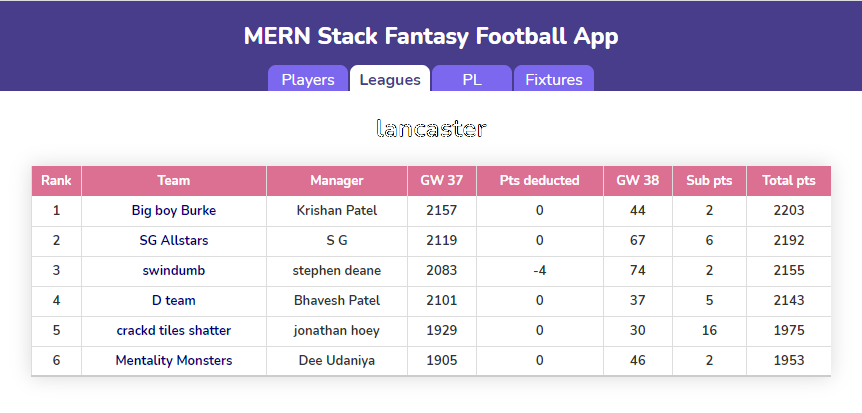 MERN Stack Fantasy Football App
Players Leagues PL Fixtures
lancaster
Rank Team Manager GW 37 Pts deducted GW 38 Sub pts Total pts
1 Big boy Burke Krishan Patel 2157 0 44 2 2203
2 SG Allstars S G 2119 0 67 6 2192
3 swindumb stephen deane 2083 -4 74 2 2155
4 D team Bhavesh Patel 2101 0 37 5 2143
5 crackd tiles shatter jonathan hoey 1929 0 30 16 1975
6 Mentality Monsters Dee Udaniya 1905 0 46 2 1953